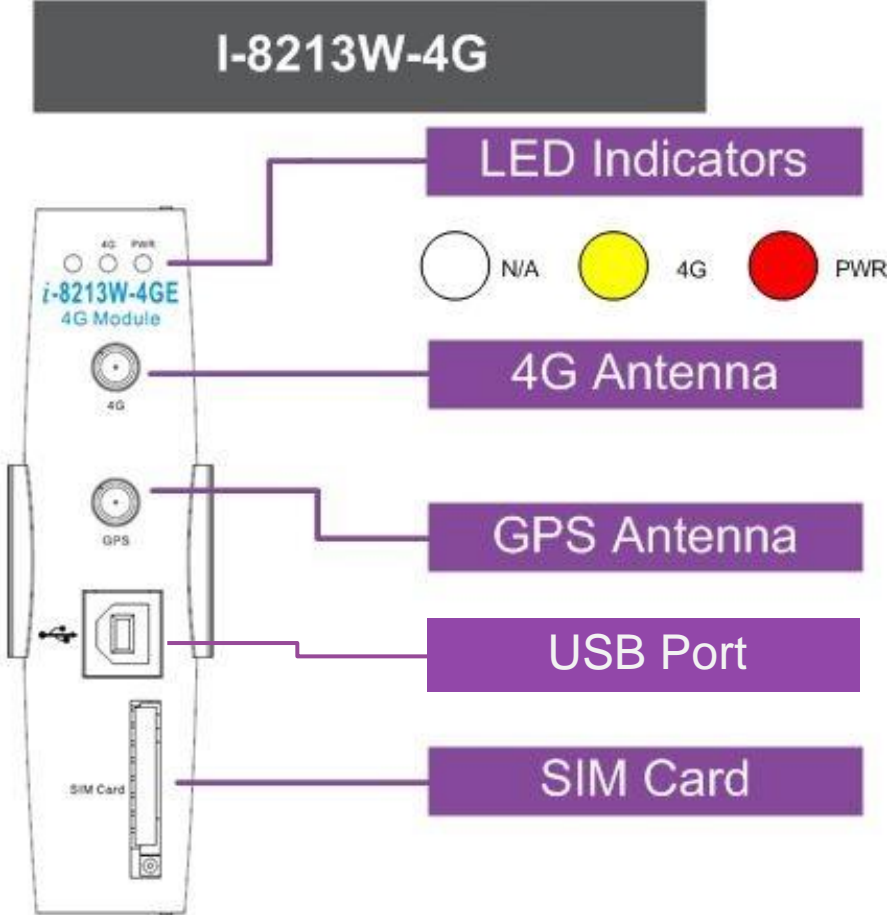 I-8213W-4G
LED Indicators
4G PWR
i-8213W-4GE
4G Module
N/A 4G PWR
4G Antenna
4G
GPS Antenna
GPS
USB Port
SIM Card
SIM Card